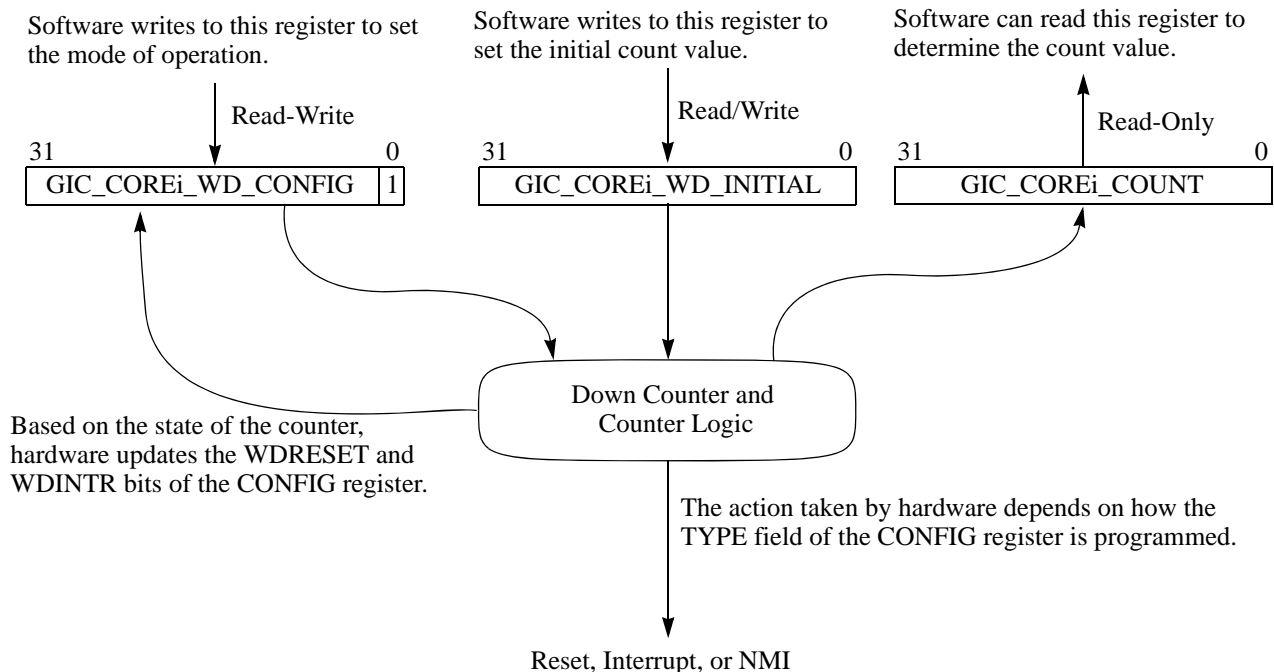 Software writes to this register to set
the mode of operation.
Software writes to this register to
set the initial count value.
Software can read this register to
determine the count value.
Read-Write
Read/Write
Read-Only
31
0
31
0
31
0
GIC_COREi_WD_CONFIG
1
GIC_COREi_WD_INITIAL
GIC_COREi_COUNT
Down Counter and
Counter Logic
Based on the state of the counter,
hardware updates the WDRESET and
WDINTR bits of the CONFIG register.
The action taken by hardware depends on how the
TYPE field of the CONFIG register is programmed.
Reset, Interrupt, or NMI